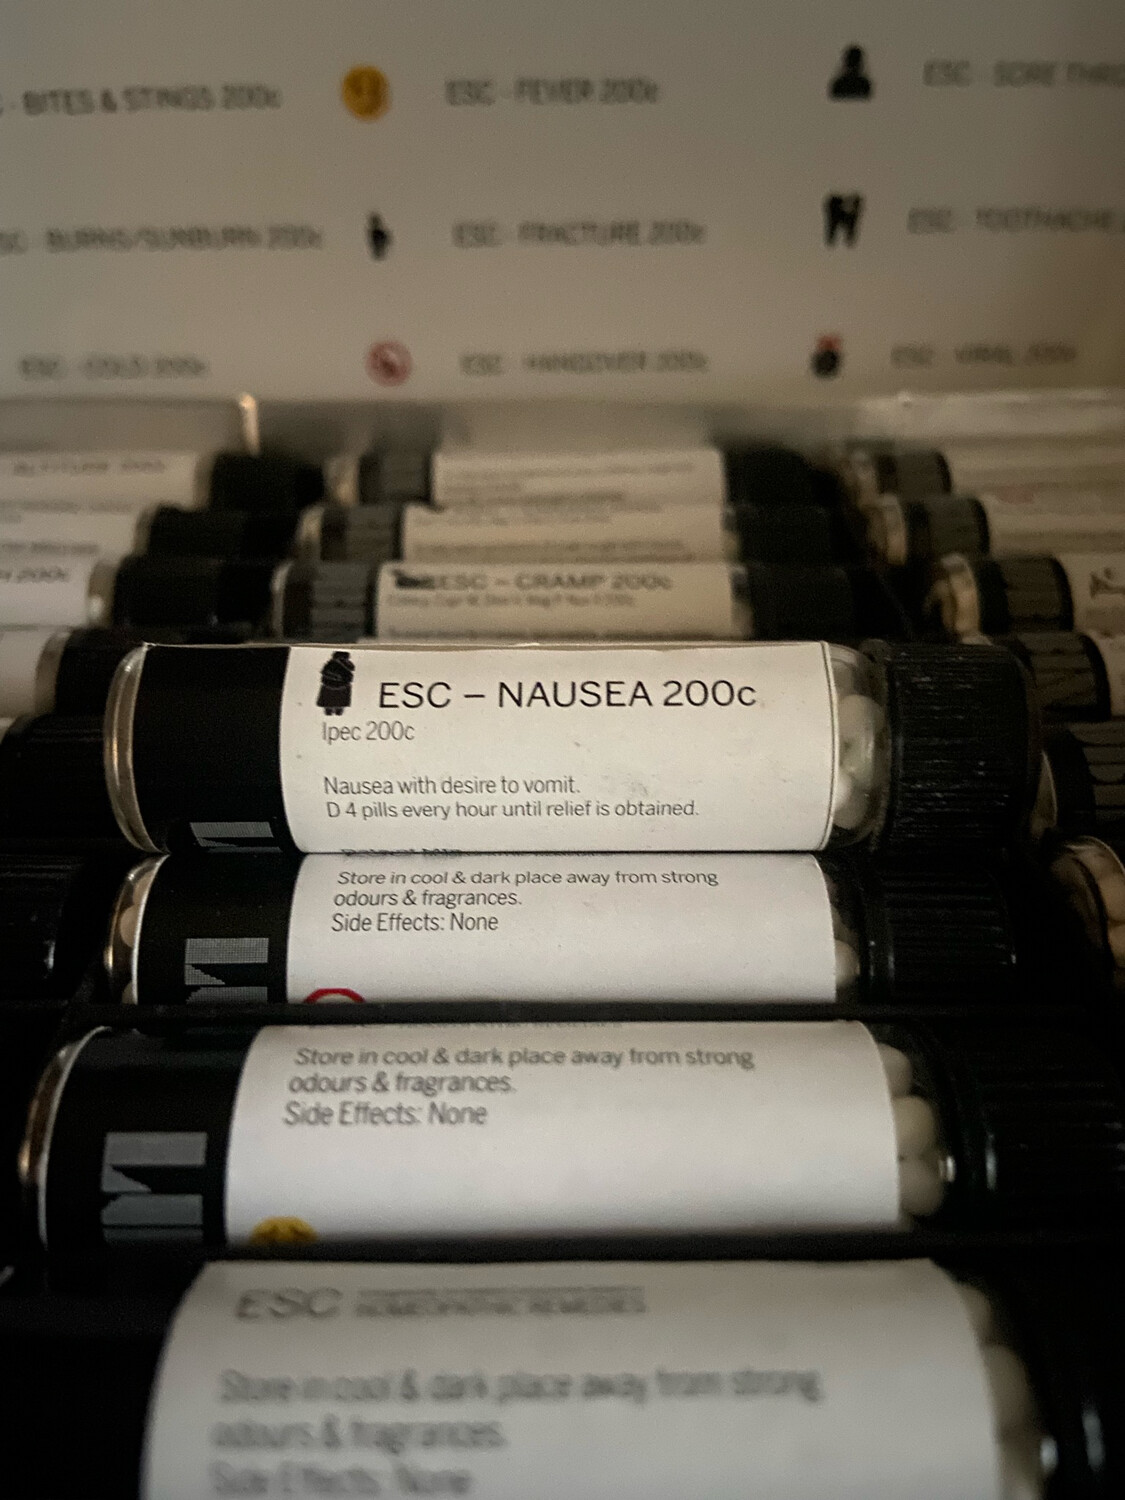 - BITES & STINGS 200c
ESC - FEVER 200c
ESC - SORE
- BURNS/SUNBURN 200c
ESC - FRACTURE 200c
ESC - TOOTHACHE
ESC - COLD 200c
ESC - HANGOVER 200c
ESC - VIRAL 200c
200c
ESC – CRAMP 200c
ESC – NAUSEA 200c
Ipec 200c
Nausea with desire to vomit.
D 4 pills every hour until relief is obtained.
Store in cool & dark place away from strong
odours & fragrances.
Side Effects: None
Store in cool & dark place away from strong
odours & fragrances.
Side Effects: None
ESC HOMEOPATHIC REMEDIES
Store in cool & dark place away from strong
odours & fragrances.
Side Effects: None